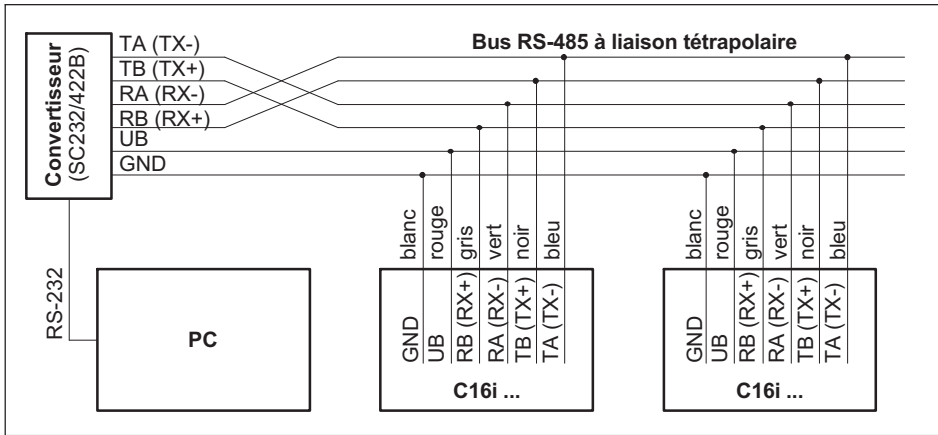 Bus RS-485 à liaison tétrapolaire
Convertisseur
(SC232/422B)
TA (TX-)
TB (TX+)
RA (RX-)
RB (RX+)
UB
GND
RS-232
PC
blanc
rouge
gris
vert
noir
bleu
GND
UB
RB (RX+)
RA (RX-)
TB (TX+)
TA (TX-)
C16i ...
blanc
rouge
gris
vert
noir
bleu
GND
UB
RB (RX+)
RA (RX-)
TB (TX+)
TA (TX-)
C16i ...